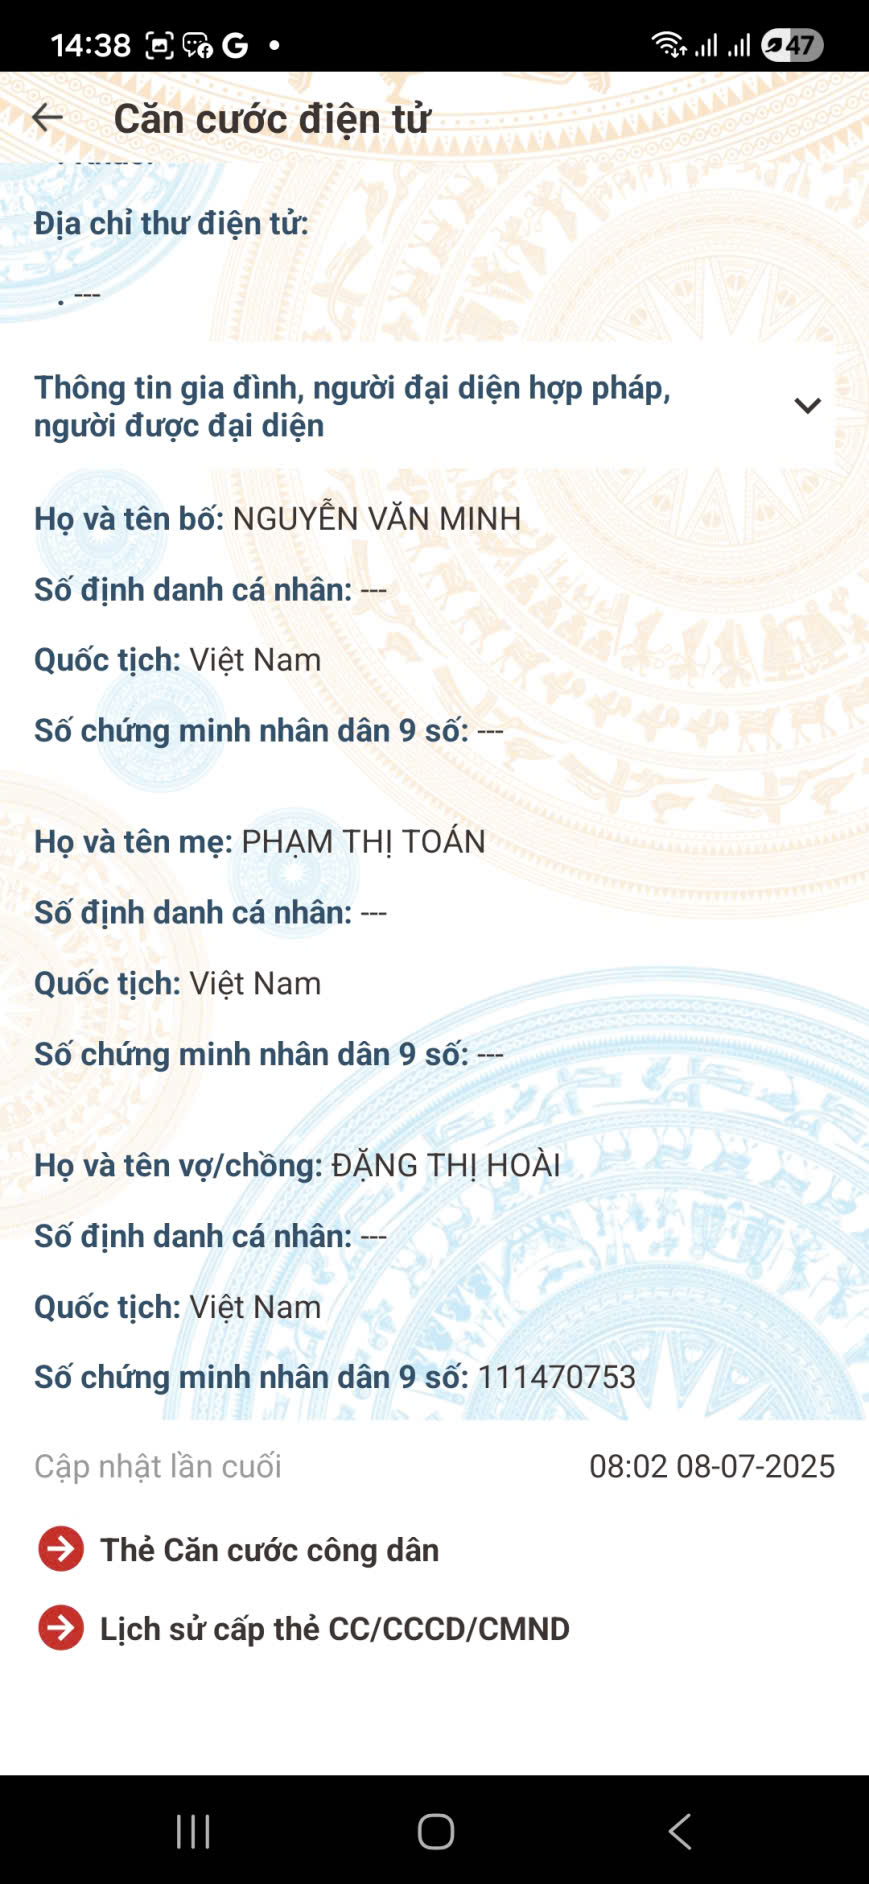 14:38
47
Căn cước điện tử
Địa chỉ thư điện tử:
. ---
Thông tin gia đình, người đại diện hợp pháp,
người được đại diện
Họ và tên bố: NGUYỄN VĂN MINH
Số định danh cá nhân: ---
Quốc tịch: Việt Nam
Số chứng minh nhân dân 9 số: ---
Họ và tên mẹ: PHẠM THỊ TOÁN
Số định danh cá nhân: ---
Quốc tịch: Việt Nam
Số chứng minh nhân dân 9 số: ---
Họ và tên vợ/chồng: ĐẶNG THỊ HOÀI
Số định danh cá nhân: ---
Quốc tịch: Việt Nam
Số chứng minh nhân dân 9 số: 111470753
Cập nhật lần cuối 08:02 08-07-2025
Thẻ Căn cước công dân
Lịch sử cấp thẻ CC/CCCD/CMND